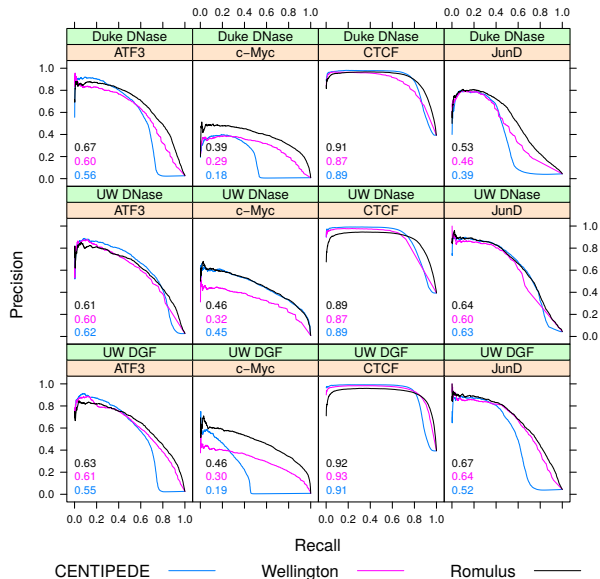 0.0 0.2 0.4 0.6 0.8 1.0 0.0 0.2 0.4 0.6 0.8 1.0
Duke DNase Duke DNase Duke DNase Duke DNase
ATF3 c-Myc CTCF JunD
1.0
0.8
0.6
0.4
0.2
0.0
0.67 0.39 0.91 0.53
0.60 0.29 0.87 0.46
0.56 0.18 0.89 0.39
UW DNase UW DNase UW DNase UW DNase
ATF3 c-Myc CTCF JunD
1.0
0.8
0.6
0.4
0.2
0.0
0.61 0.46 0.89 0.64
0.60 0.32 0.87 0.60
0.62 0.45 0.89 0.63
UW DGF UW DGF UW DGF UW DGF
ATF3 c-Myc CTCF JunD
1.0
0.8
0.6
0.4
0.2
0.0
0.63 0.46 0.92 0.67
0.61 0.30 0.93 0.64
0.55 0.19 0.91 0.52
0.0 0.2 0.4 0.6 0.8 1.0 0.0 0.2 0.4 0.6 0.8 1.0
Precision
Recall
CENTIPEDE Wellington Romulus